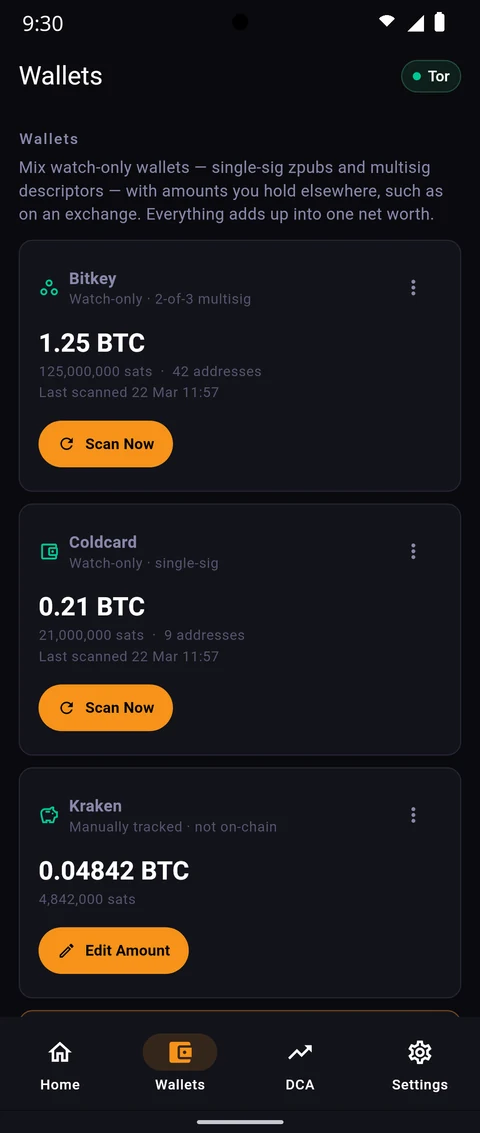 9:30
Wallets
Tor
Wallets
Mix watch-only wallets — single-sig zpubs and multisig
descriptors — with amounts you hold elsewhere, such as
on an exchange. Everything adds up into one net worth.
Bitkey
Watch-only · 2-of-3 multisig
1.25 BTC
125,000,000 sats · 42 addresses
Last scanned 22 Mar 11:57
Scan Now
Coldcard
Watch-only · single-sig
0.21 BTC
21,000,000 sats · 9 addresses
Last scanned 22 Mar 11:57
Scan Now
Kraken
Manually tracked · not on-chain
0.04842 BTC
4,842,000 sats
Edit Amount
Home
Wallets
DCA
Settings